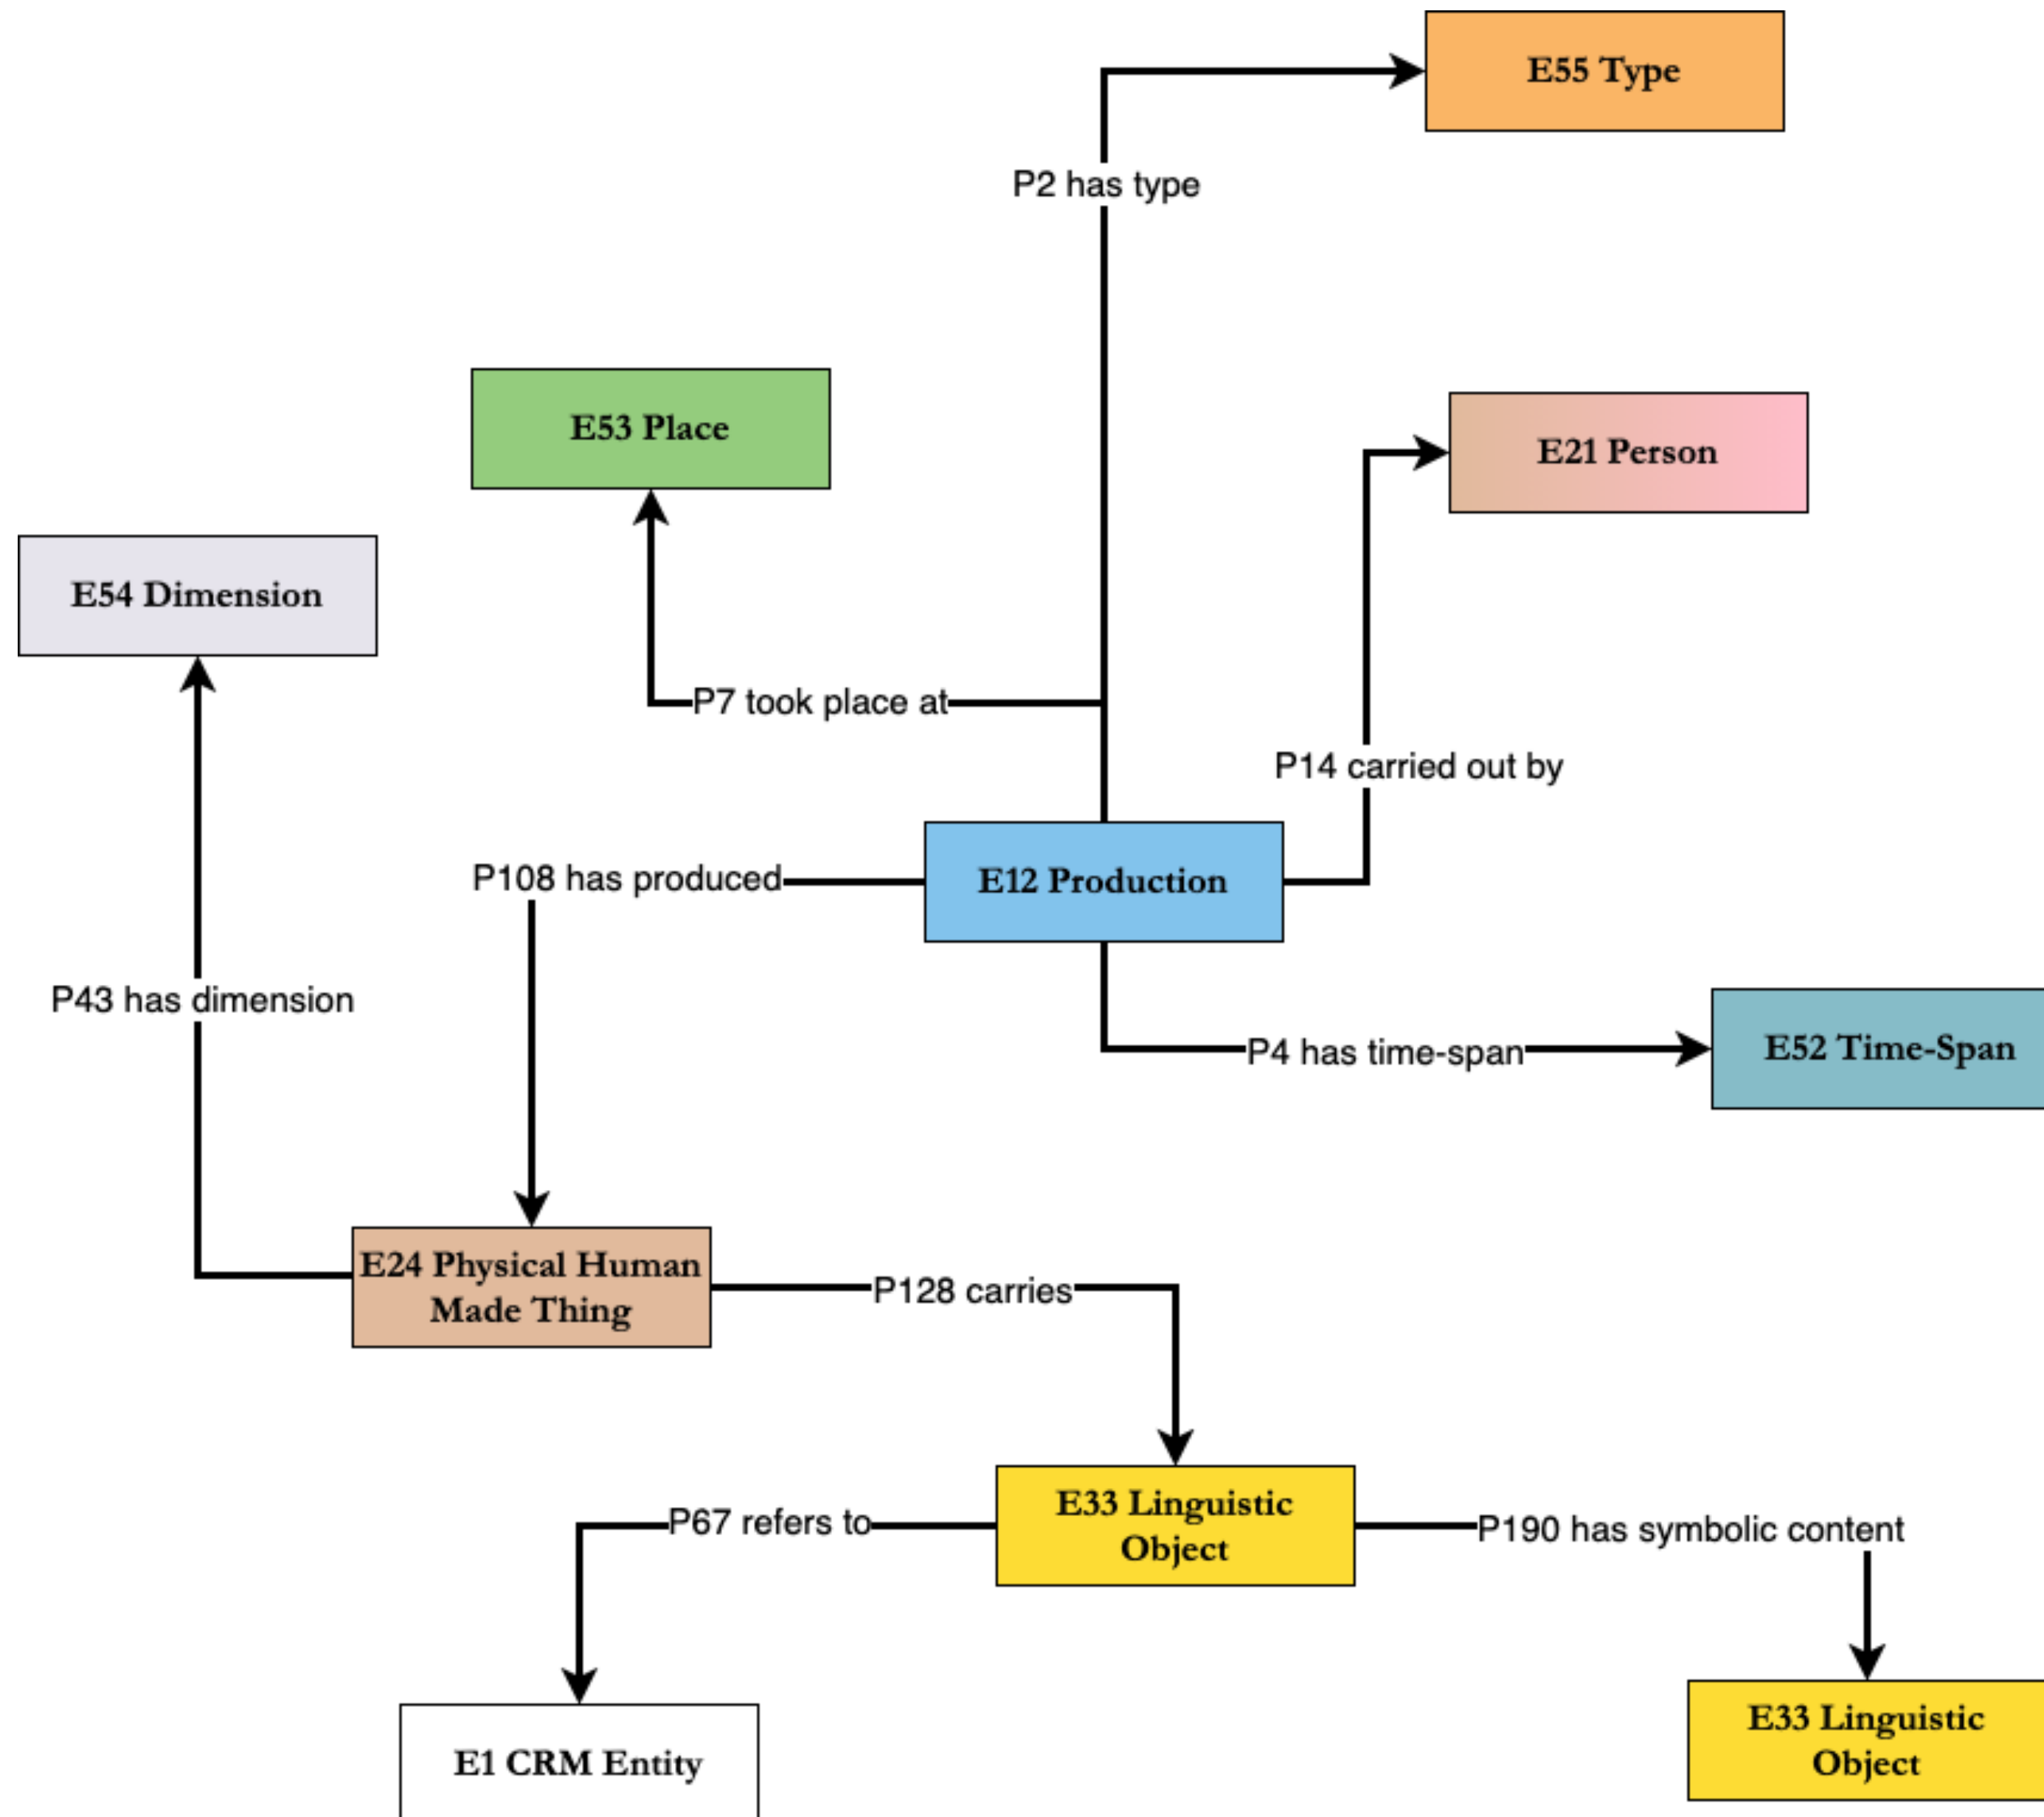 E55 Type
P2 has type
E53 Place
E21 Person
E54 Dimension
P7 took place at
P14 carried out by
P108 has produced
E12 Production
P43 has dimension
P4 has time-span
E52 Time-Span
E24 Physical Human
Made Thing
P128 carries
E33 Linguistic
Object
P67 refers to
P190 has symbolic content
E1 CRM Entity
E33 Linguistic
Object